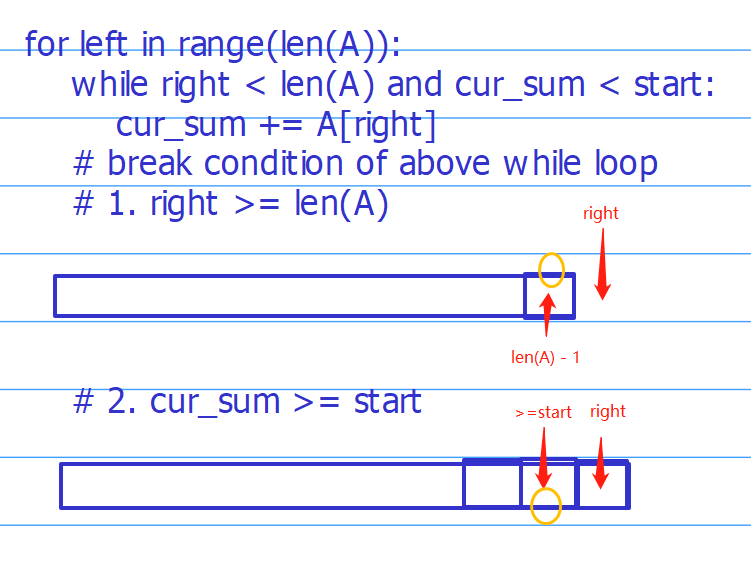 for left in range(len(A)):
while right < len(A) and cur_sum < start:
cur_sum += A[right]
# break condition of above while loop
# 1. right >= len(A)
right
len(A) - 1
# 2. cur_sum >= start
>=start right